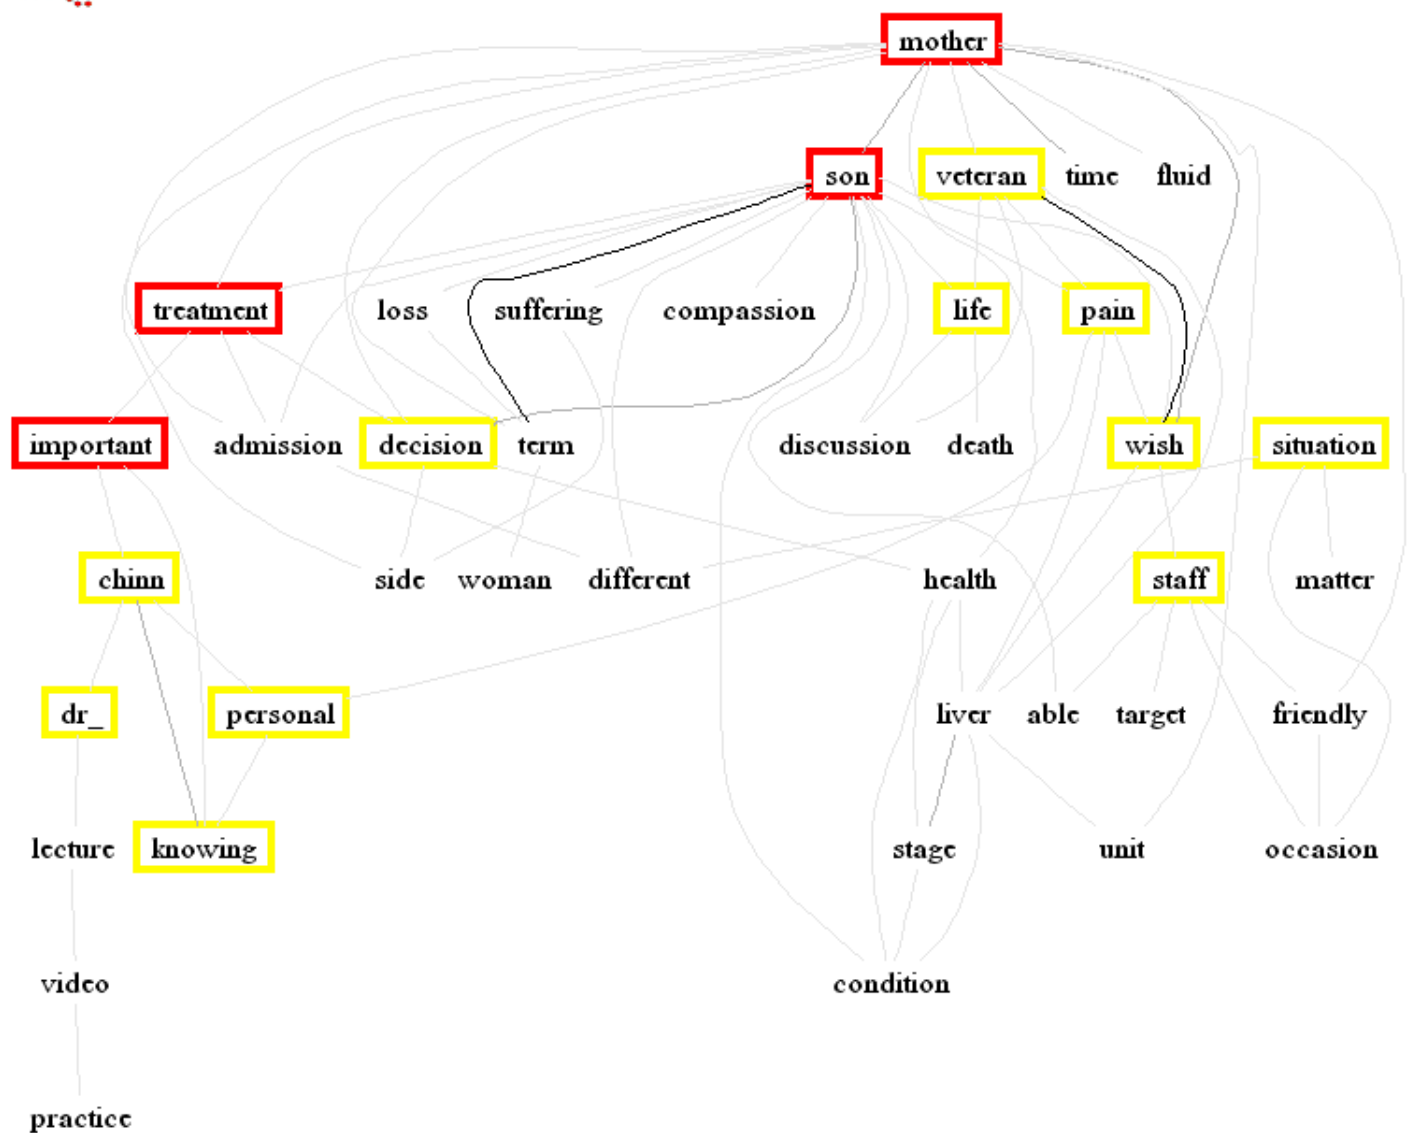 mother
son veteran time fluid
treatment loss suffering compassion life pain
important admission decision term discussion death wish situation
chinn side woman different health staff matter
dr_ personal liver able target friendly
lecture knowing stage unit occasion
video condition
practice